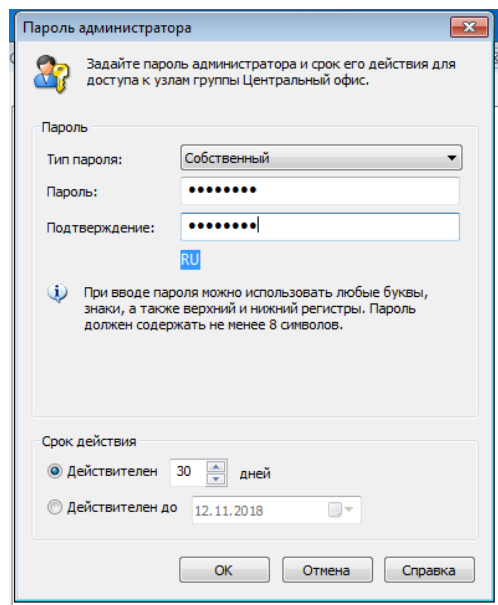 Пароль администратора
Задайте пароль администратора и срок его действия для
доступа к узлам группы Центральный офис.
Пароль
Тип пароля: Собственный
Пароль: ●●●●●●●●
Подтверждение: ●●●●●●●●
RU
При вводе пароля можно использовать любые буквы,
знаки, а также верхний и нижний регистры. Пароль
должен содержать не менее 8 символов.
Срок действия
Действителен 30 дней
Действителен до 12.11.2018
ОК Отмена Справка